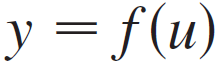 y = f(u)